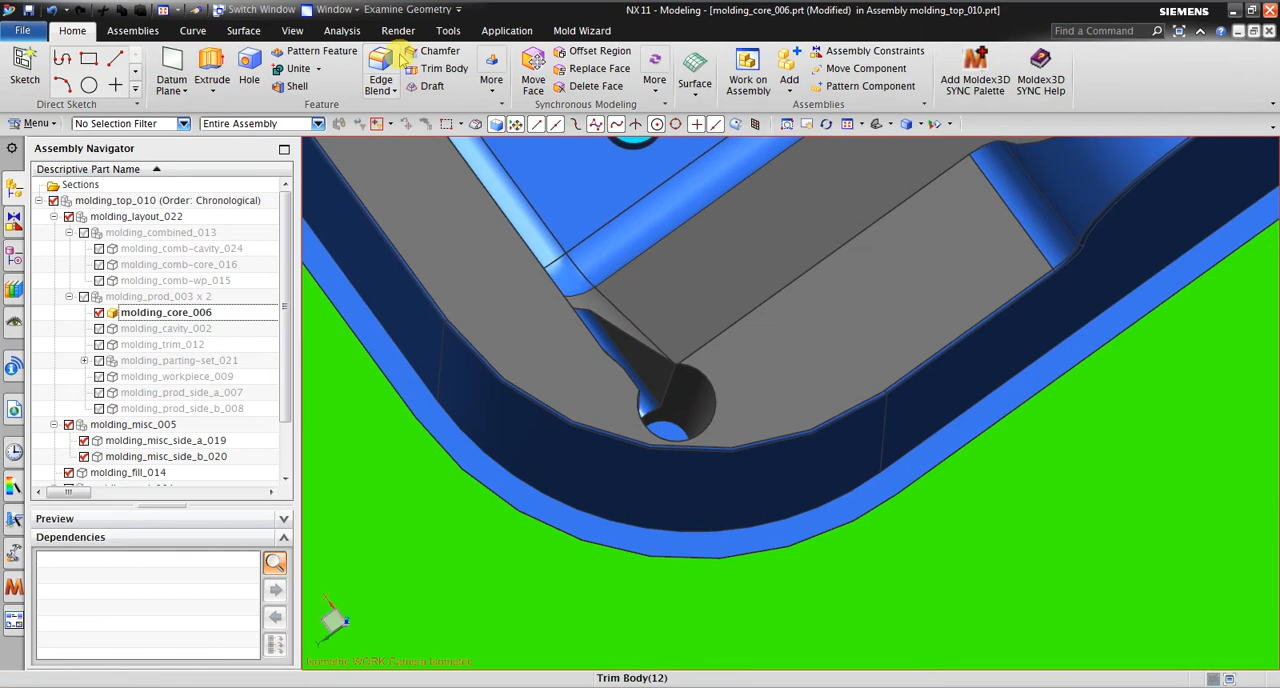 Switch Window Window Examine Geometry
NX 11 - Modeling - [molding_core_006.prt (Modified) in Assembly molding_top_010.prt]
SIEMENS
File Home Assemblies Curve Surface View Analysis Render Tools Application Mold Wizard
Find a Command
Sketch
Direct Sketch
Datum Plane
Extrude
Hole
Pattern Feature
Unite
Shell
Edge Blend
Chamfer
Trim Body
Draft
More
Feature
Move Face
Offset Region
Replace Face
Delete Face
More
Synchronous Modeling
Surface
Work on Assembly
Add
Assembly Constraints
Move Component
Pattern Component
Assemblies
Add Moldex3D SYNC Palette
Moldex3D SYNC Help
Menu No Selection Filter Entire Assembly
Assembly Navigator
Descriptive Part Name
Sections
molding_top_010 (Order: Chronological)
molding_layout_022
molding_combined_013
molding_comb-cavity_024
molding_comb-core_016
molding_comb-wp_015
molding_prod_003 x 2
molding_core_006
molding_cavity_002
molding_trim_012
molding_parting-set_021
molding_workpiece_009
molding_prod_side_a_007
molding_prod_side_b_008
molding_misc_005
molding_misc_side_a_019
molding_misc_side_b_020
molding_fill_014
Preview
Dependencies
Isometric WORK Camera Isometric
Trim Body(12)